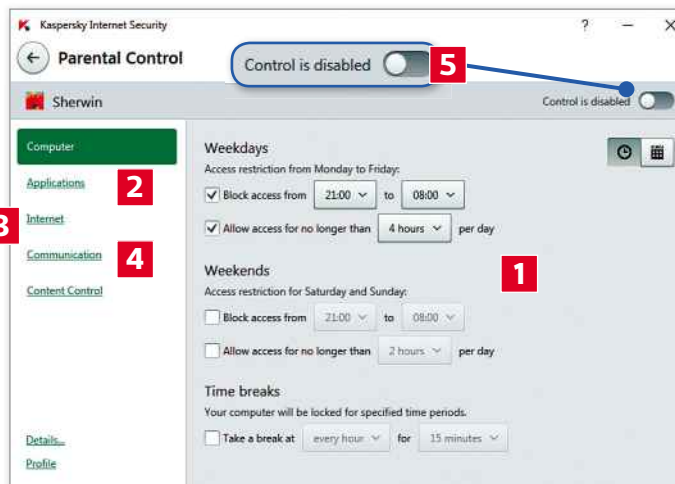 Kaspersky Internet Security ? – X
Parental Control
Control is disabled 5
Sherwin Control is disabled
Computer
Applications 2
3 Internet
Communication 4
Content Control
Weekdays
Access restriction from Monday to Friday:
Block access from 21:00 to 08:00
Allow access for no longer than 4 hours per day
1
Weekends
Access restriction for Saturday and Sunday:
Block access from 21:00 to 08:00
Allow access for no longer than 2 hours per day
Time breaks
Your computer will be locked for specified time periods.
Take a break at every hour for 15 minutes
Details...
Profile